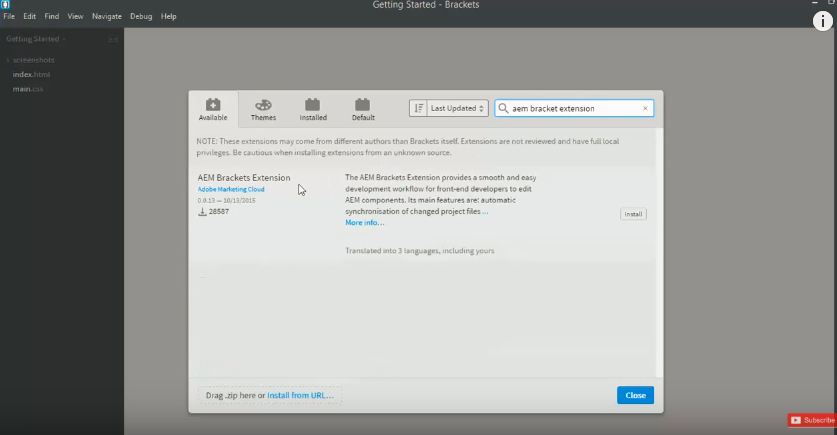 Getting Started - Brackets
File Edit Find View Navigate Debug Help
Getting Started
screenshots
index.html
main.css
Available
Themes
Installed
Default
Last Updated
aem bracket extension
NOTE: These extensions may come from different authors than Brackets itself. Extensions are not reviewed and have full local
privileges. Be cautious when installing extensions from an unknown source.
AEM Brackets Extension
Adobe Marketing Cloud
0.0.13 — 10/13/2015
28587
The AEM Brackets Extension provides a smooth and easy
development workflow for front-end developers to edit
AEM components. Its main features are: automatic
synchronisation of changed project files...
More info...
Install
Translated into 3 languages, including yours
Drag .zip here or Install from URL...
Close
Subscribe